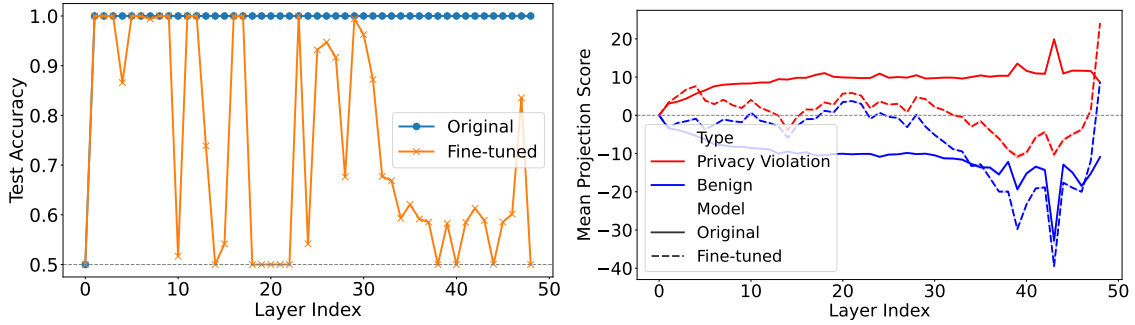 1.0
0.9
0.8
0.7
0.6
0.5
Test Accuracy
Original
Fine-tuned
0 10 20 30 40 50
Layer Index
20
10
0
−10
−20
−30
−40
Mean Projection Score
Type
Privacy Violation
Benign
Model
Original
Fine-tuned
0 10 20 30 40 50
Layer Index